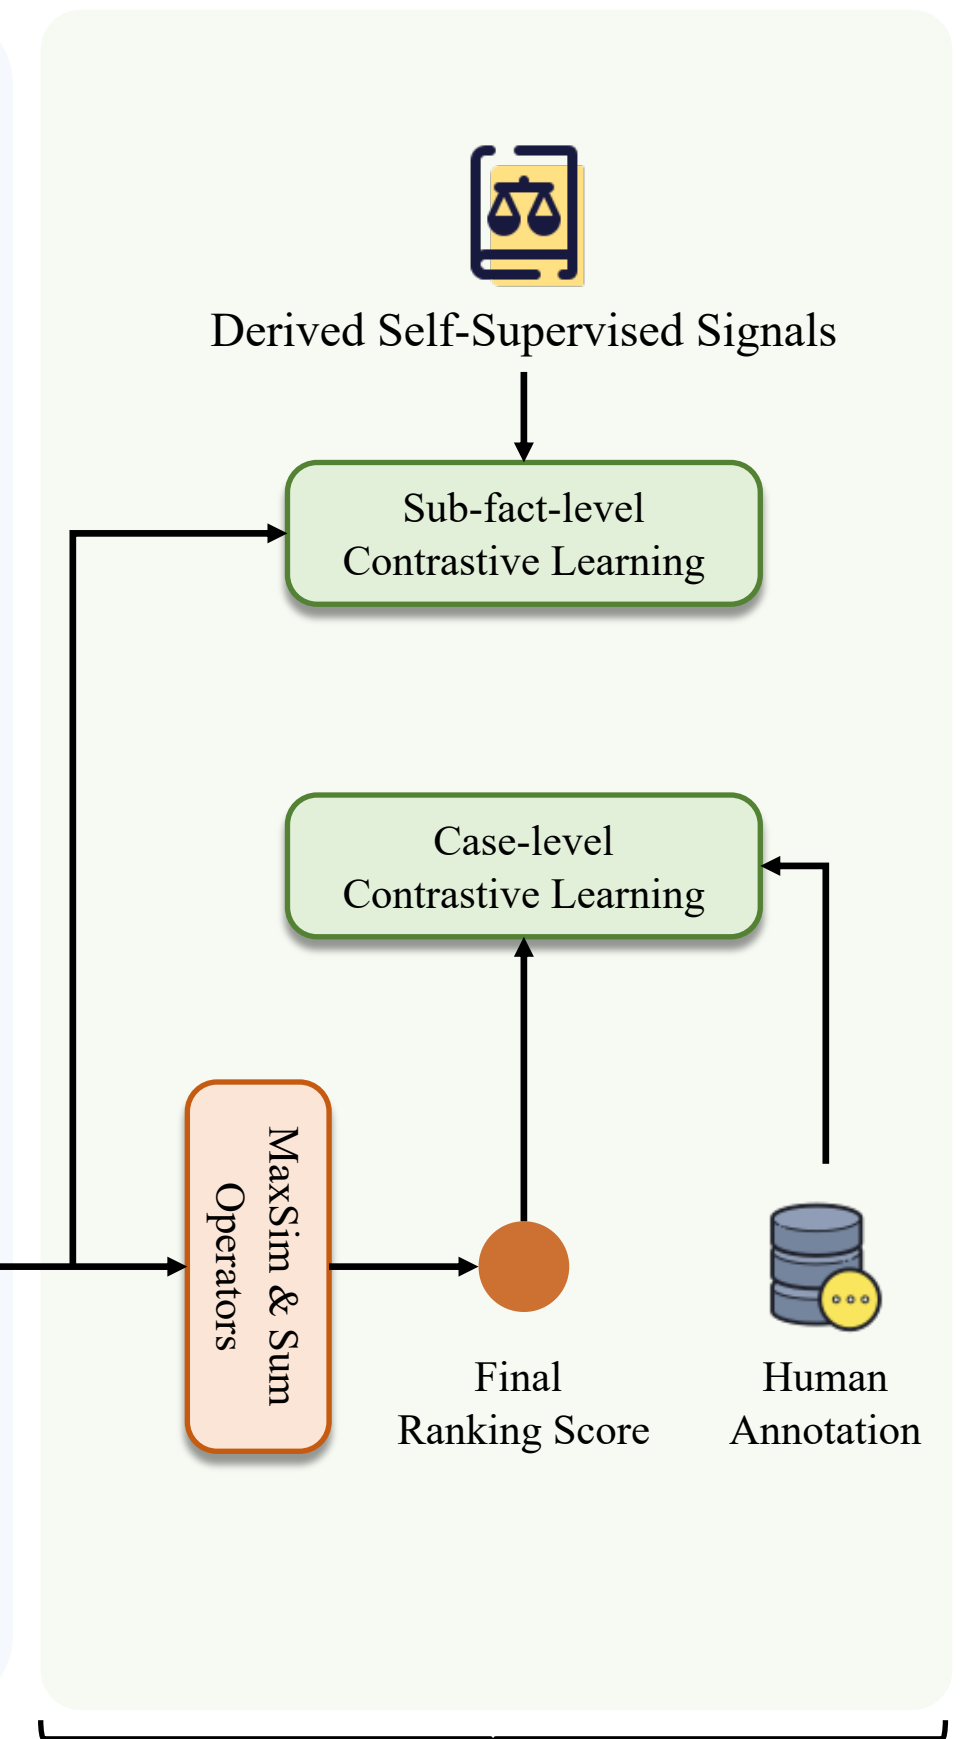 Derived Self-Supervised Signals
Sub-fact-level
Contrastive Learning
Case-level
Contrastive Learning
MaxSim & Sum
Operators
Final
Ranking Score
Human
Annotation